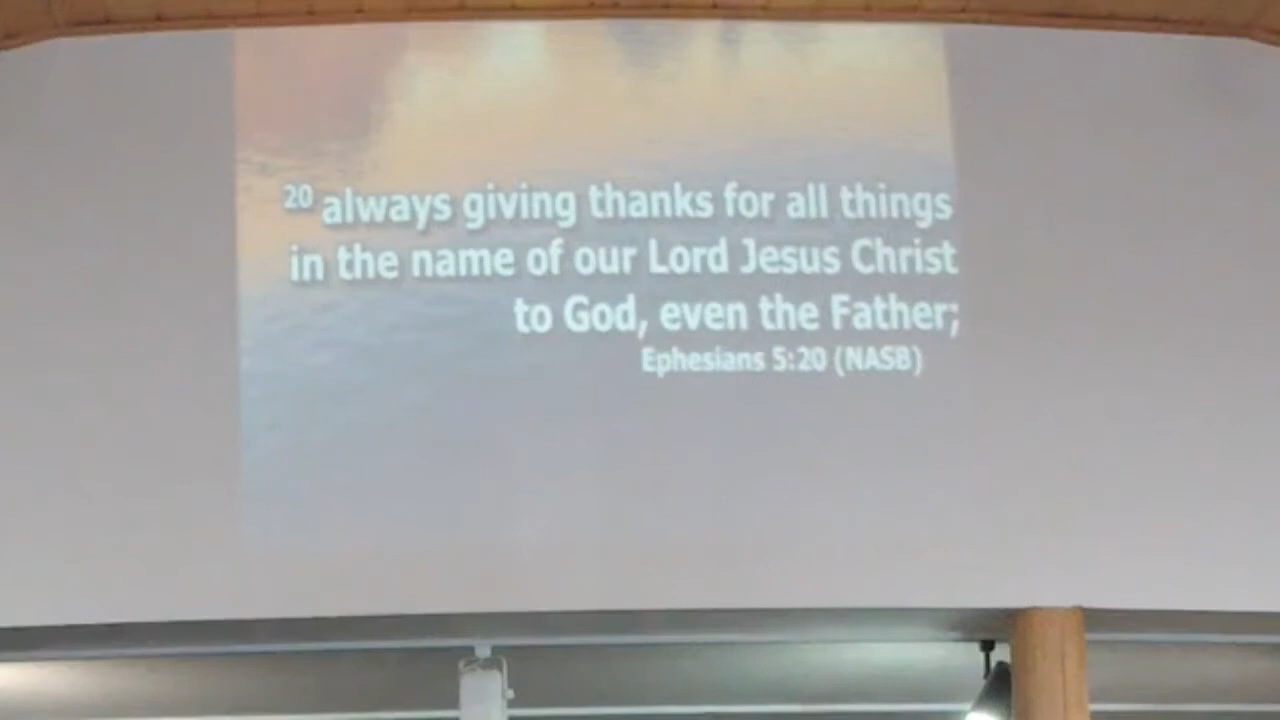 20 always giving thanks for all things
in the name of our Lord Jesus Christ
to God, even the Father;
Ephesians 5:20 (NASB)